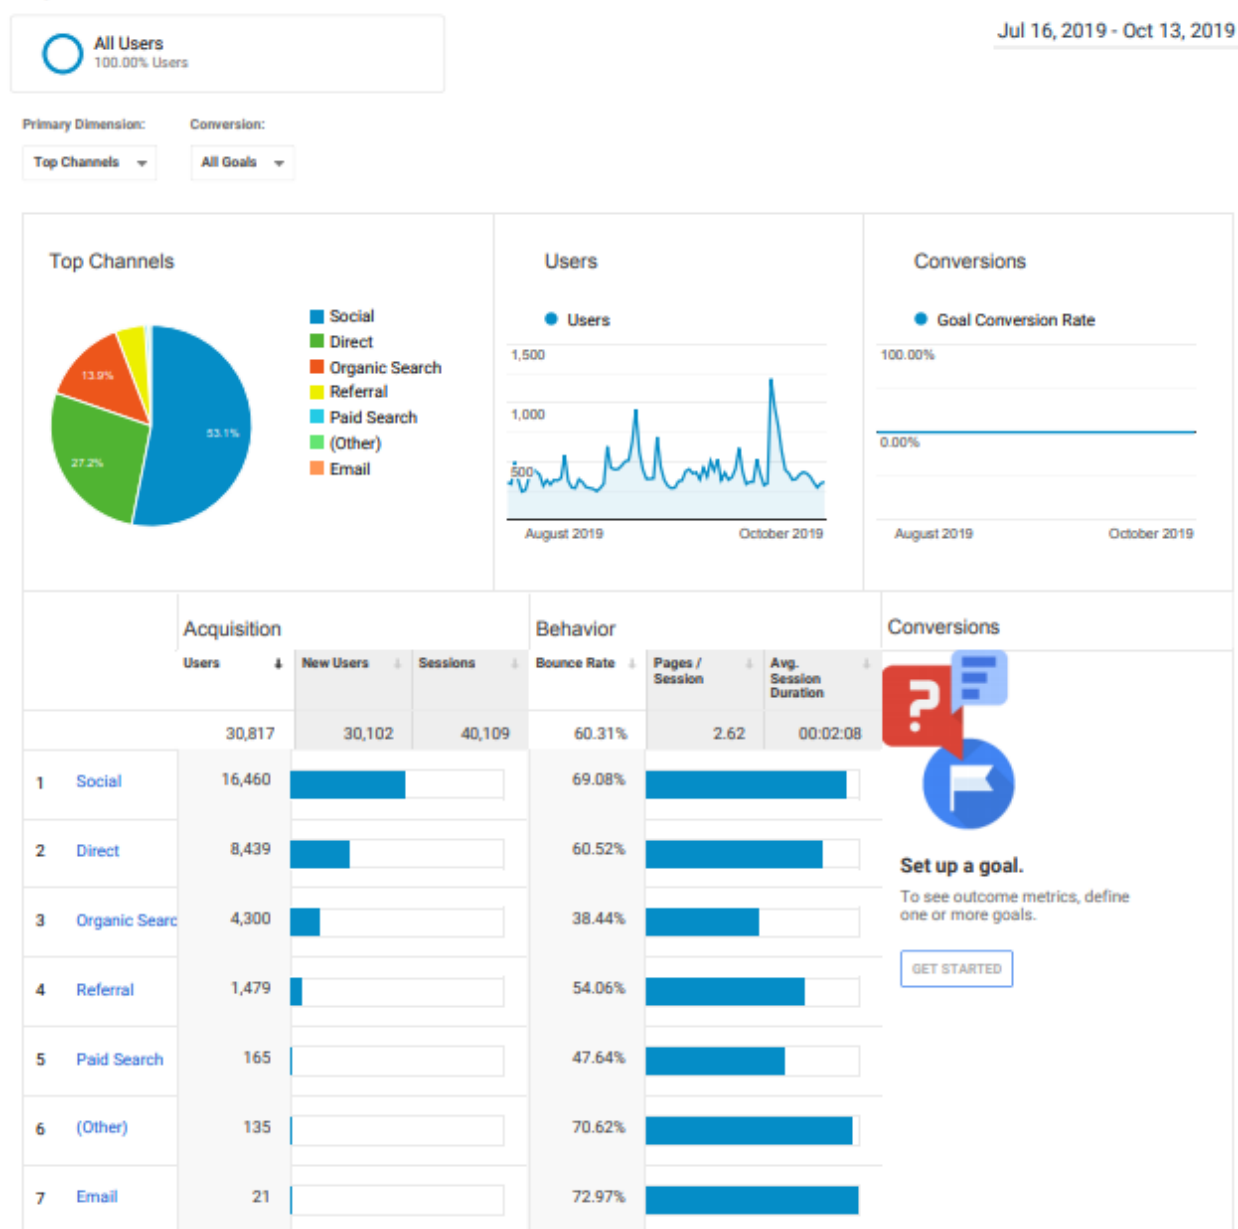 All Users
100.00% Users
Jul 16, 2019 - Oct 13, 2019
Primary Dimension:
Conversion:
Top Channels
All Goals
Top Channels
Social
Direct
Organic Search
Referral
Paid Search
(Other)
Email
13.9%
53.1%
27.2%
Users
Users
1,500
1,000
500
August 2019
October 2019
Conversions
Goal Conversion Rate
100.00%
0.00%
August 2019
October 2019
Acquisition
Behavior
Conversions
Users
New Users
Sessions
Bounce Rate
Pages /
Session
Avg.
Session
Duration
30,817
30,102
40,109
60.31%
2.62
00:02:08
1 Social 16,460 69.08%
2 Direct 8,439 60.52%
3 Organic Searc 4,300 38.44%
4 Referral 1,479 54.06%
5 Paid Search 165 47.64%
6 (Other) 135 70.62%
7 Email 21 72.97%
?
Set up a goal.
To see outcome metrics, define
one or more goals.
GET STARTED